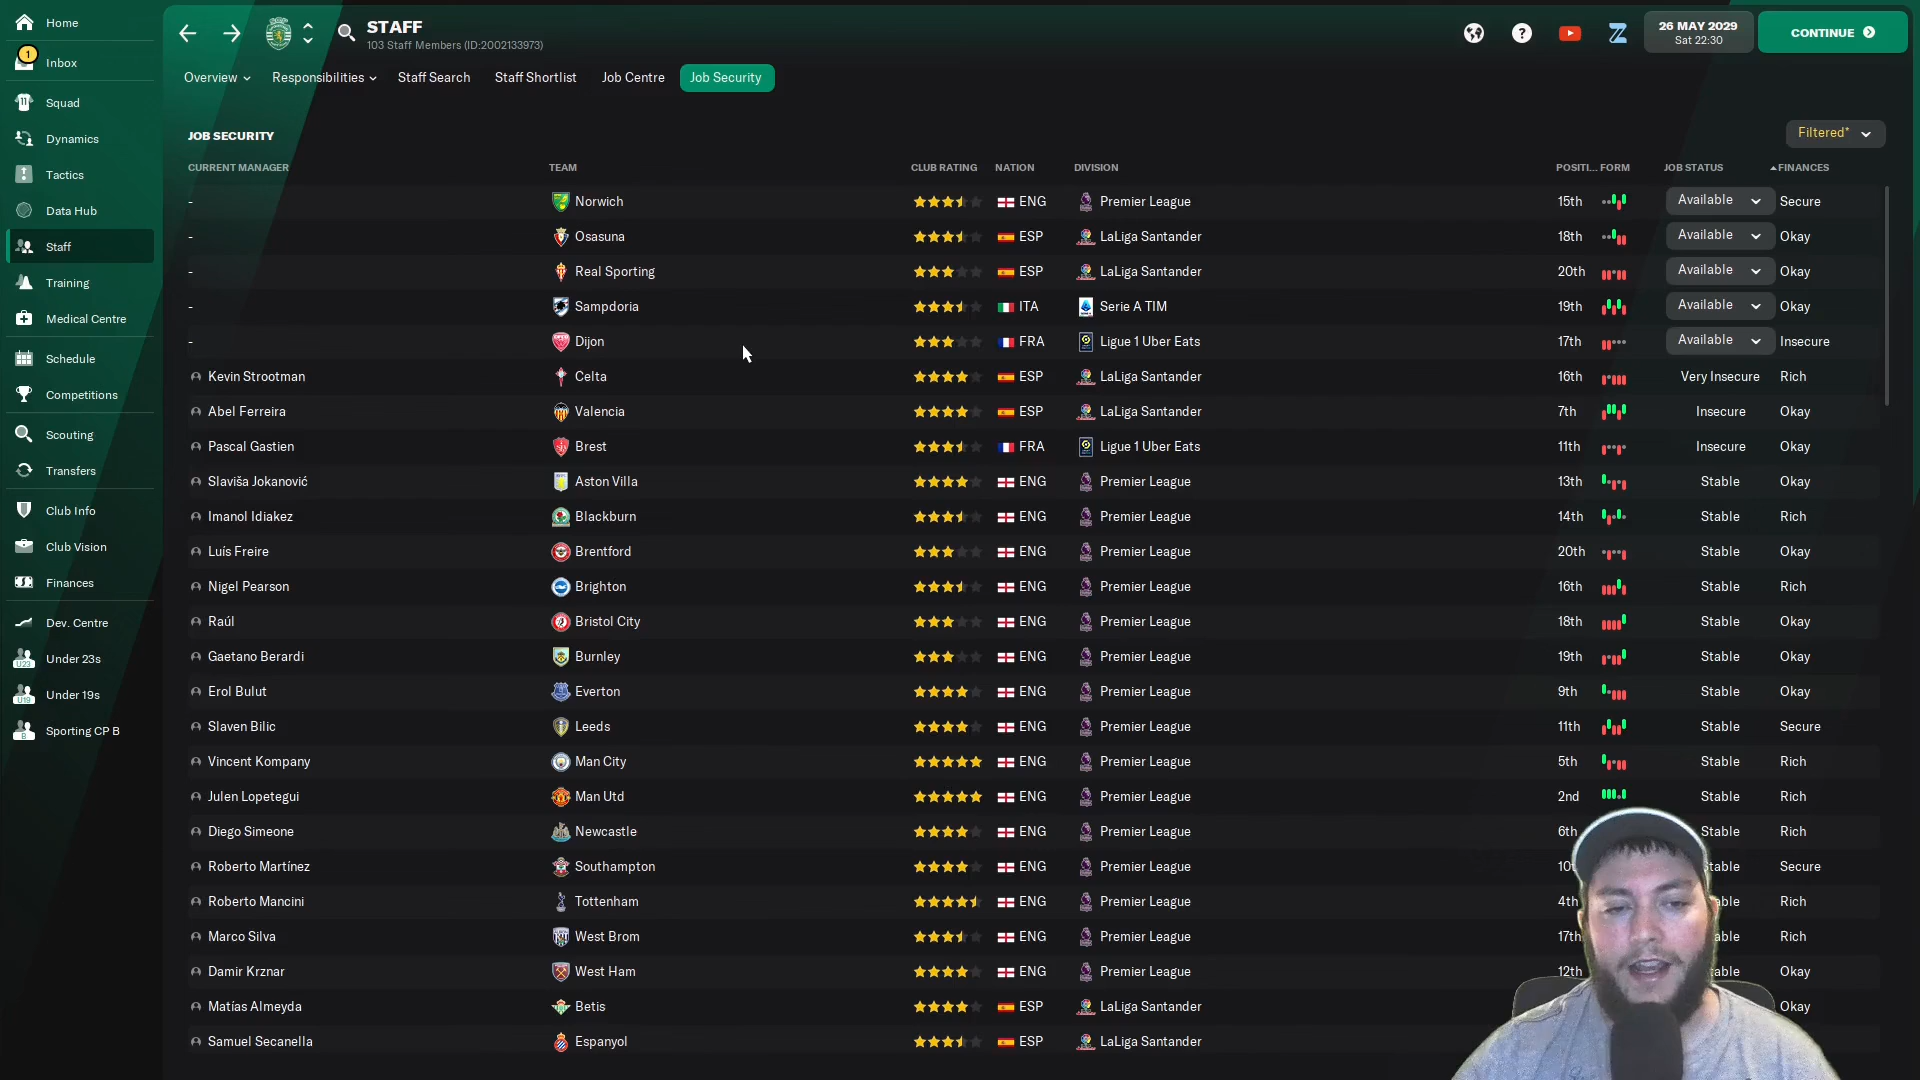 Home
1
Inbox
Squad
Dynamics
Tactics
Data Hub
Staff
Training
Medical Centre
Schedule
Competitions
Scouting
Transfers
Club Info
Club Vision
Finances
Dev. Centre
U23 Under 23s
U19 Under 19s
B Sporting CP B
STAFF
103 Staff Members (ID:2002133973)
26 MAY 2029
Sat 22:30
CONTINUE
Overview Responsibilities Staff Search Staff Shortlist Job Centre Job Security
JOB SECURITY
Filtered*
CURRENT MANAGER TEAM CLUB RATING NATION DIVISION POSITI... FORM JOB STATUS FINANCES
- Norwich ENG Premier League 15th Available Secure
- Osasuna ESP LaLiga Santander 18th Available Okay
- Real Sporting ESP LaLiga Santander 20th Available Okay
- Sampdoria ITA Serie A TIM 19th Available Okay
- Dijon FRA Ligue 1 Uber Eats 17th Available Insecure
Kevin Strootman Celta ESP LaLiga Santander 16th Very Insecure Rich
Abel Ferreira Valencia ESP LaLiga Santander 7th Insecure Okay
Pascal Gastien Brest FRA Ligue 1 Uber Eats 11th Insecure Okay
Slaviša Jokanović Aston Villa ENG Premier League 13th Stable Okay
Imanol Idiakez Blackburn ENG Premier League 14th Stable Rich
Luís Freire Brentford ENG Premier League 20th Stable Okay
Nigel Pearson Brighton ENG Premier League 16th Stable Rich
Raúl Bristol City ENG Premier League 18th Stable Okay
Gaetano Berardi Burnley ENG Premier League 19th Stable Okay
Erol Bulut Everton ENG Premier League 9th Stable Okay
Slaven Bilic Leeds ENG Premier League 11th Stable Secure
Vincent Kompany Man City ENG Premier League 5th Stable Rich
Julen Lopetegui Man Utd ENG Premier League 2nd Stable Rich
Diego Simeone Newcastle ENG Premier League 6th Stable Rich
Roberto Martínez Southampton ENG Premier League 10 table Secure
Roberto Mancini Tottenham ENG Premier League 4th able Rich
Marco Silva West Brom ENG Premier League 17th able Rich
Damir Krznar West Ham ENG Premier League 12th able Okay
Matías Almeyda Betis ESP LaLiga Santander Okay
Samuel Secanella Espanyol ESP LaLiga Santander